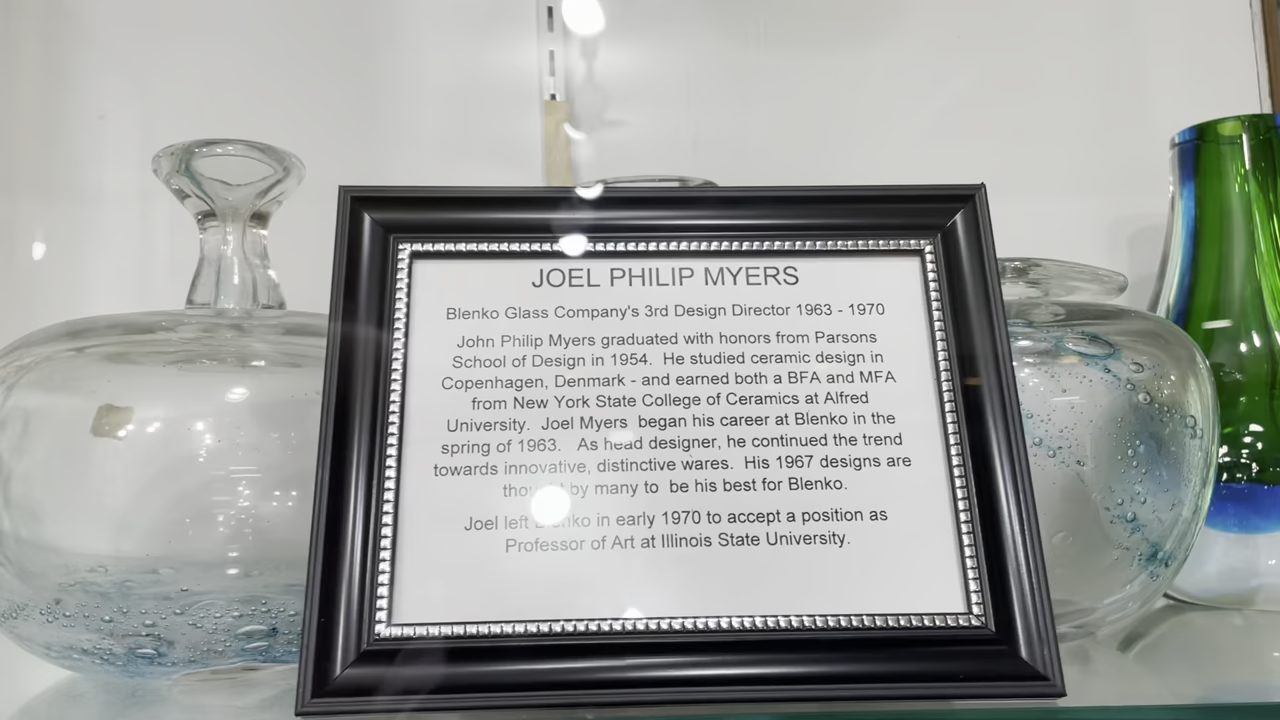 JOEL PHILIP MYERS
Blenko Glass Company's 3rd Design Director 1963 - 1970
John Philip Myers graduated with honors from Parsons
School of Design in 1954. He studied ceramic design in
Copenhagen, Denmark - and earned both a BFA and MFA
from New York State College of Ceramics at Alfred
University. Joel Myers began his career at Blenko in the
spring of 1963. As head designer, he continued the trend
towards innovative, distinctive wares. His 1967 designs are
thought by many to be his best for Blenko.
Joel left Blenko in early 1970 to accept a position as
Professor of Art at Illinois State University.